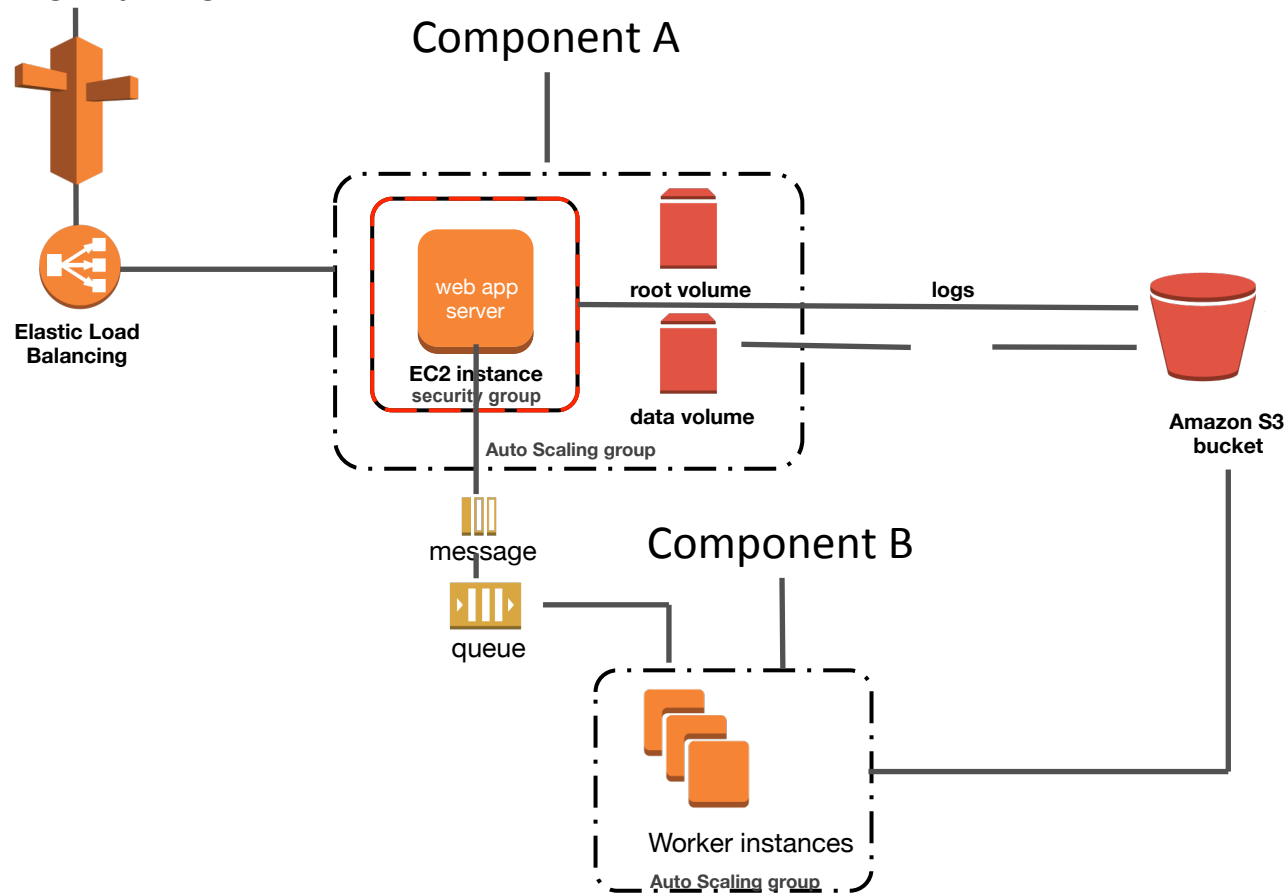 Component A
web app
server
root volume
logs
Elastic Load
Balancing
EC2 instance
security group
data volume
Amazon S3
bucket
Auto Scaling group
message
Component B
queue
Worker instances
Auto Scaling group